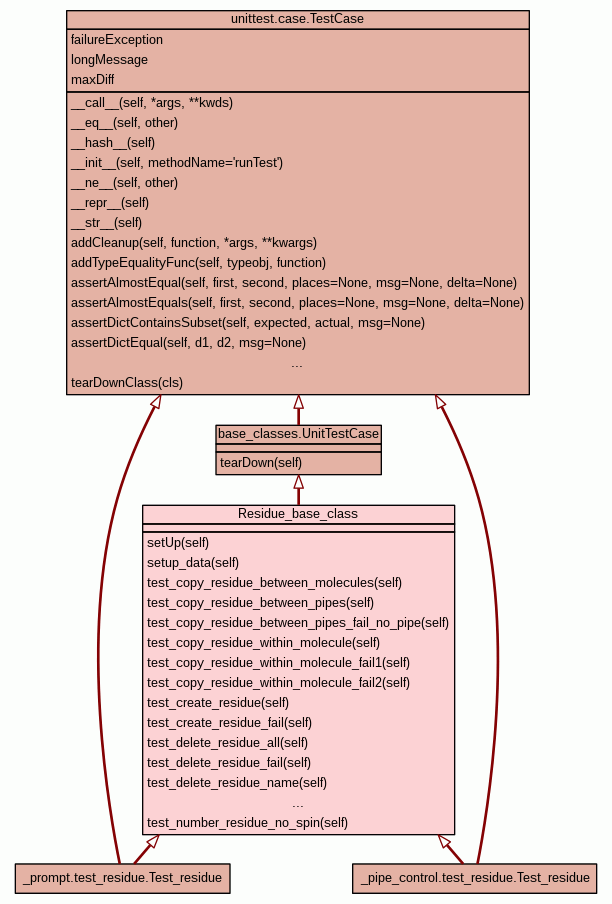 unittest.case.TestCase
failureException
longMessage
maxDiff
__call__(self, *args, **kwds)
__eq__(self, other)
__hash__(self)
__init__(self, methodName='runTest')
__ne__(self, other)
__repr__(self)
__str__(self)
addCleanup(self, function, *args, **kwargs)
addTypeEqualityFunc(self, typeobj, function)
assertAlmostEqual(self, first, second, places=None, msg=None, delta=None)
assertAlmostEquals(self, first, second, places=None, msg=None, delta=None)
assertDictContainsSubset(self, expected, actual, msg=None)
assertDictEqual(self, d1, d2, msg=None)
...
tearDownClass(cls)
base_classes.UnitTestCase
tearDown(self)
Residue_base_class
setUp(self)
setup_data(self)
test_copy_residue_between_molecules(self)
test_copy_residue_between_pipes(self)
test_copy_residue_between_pipes_fail_no_pipe(self)
test_copy_residue_within_molecule(self)
test_copy_residue_within_molecule_fail1(self)
test_copy_residue_within_molecule_fail2(self)
test_create_residue(self)
test_create_residue_fail(self)
test_delete_residue_all(self)
test_delete_residue_fail(self)
test_delete_residue_name(self)
...
test_number_residue_no_spin(self)
_prompt.test_residue.Test_residue
_pipe_control.test_residue.Test_residue